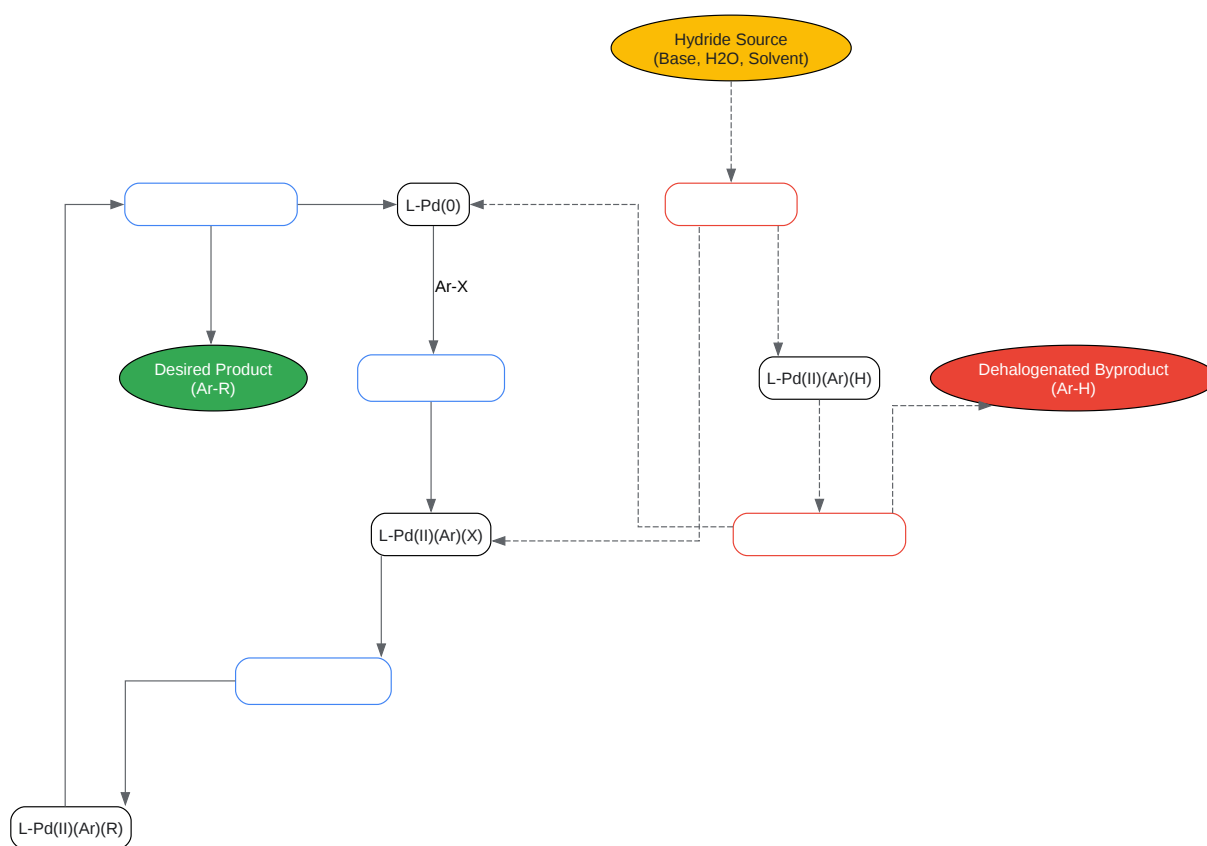 Hydride Source
(Base, H2O, Solvent)
L-Pd(0)
Ar-X
Desired Product
(Ar-R)
L-Pd(II)(Ar)(H)
Dehalogenated Byproduct
(Ar-H)
L-Pd(II)(Ar)(X)
L-Pd(II)(Ar)(R)